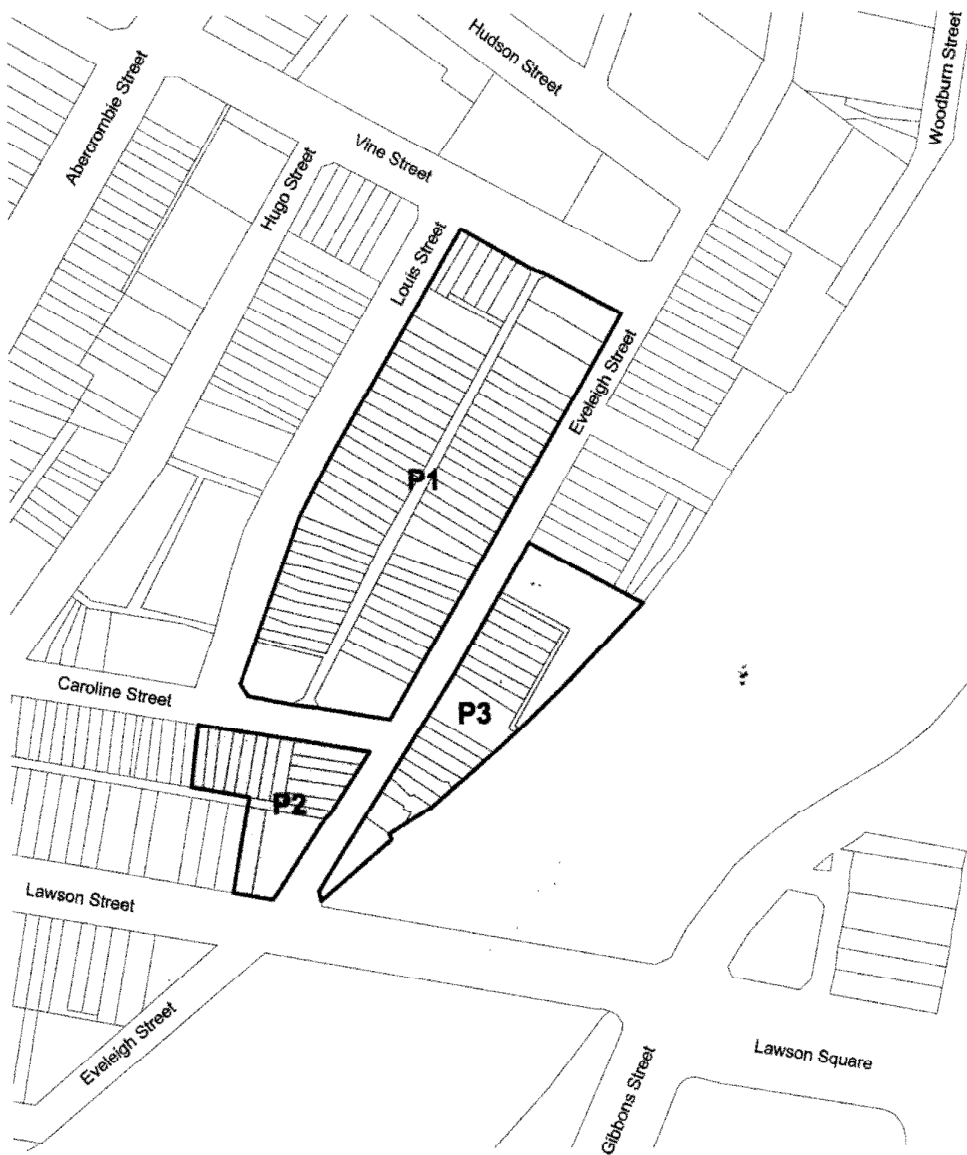 Hudson Street
Woodburn Street
Abercrombie Street
Vine Street
Hugo Street
Louis Street
Eveleigh Street
P1
Caroline Street
P3
P2
Lawson Street
Eveleigh Street
Gibbons Street
Lawson Square